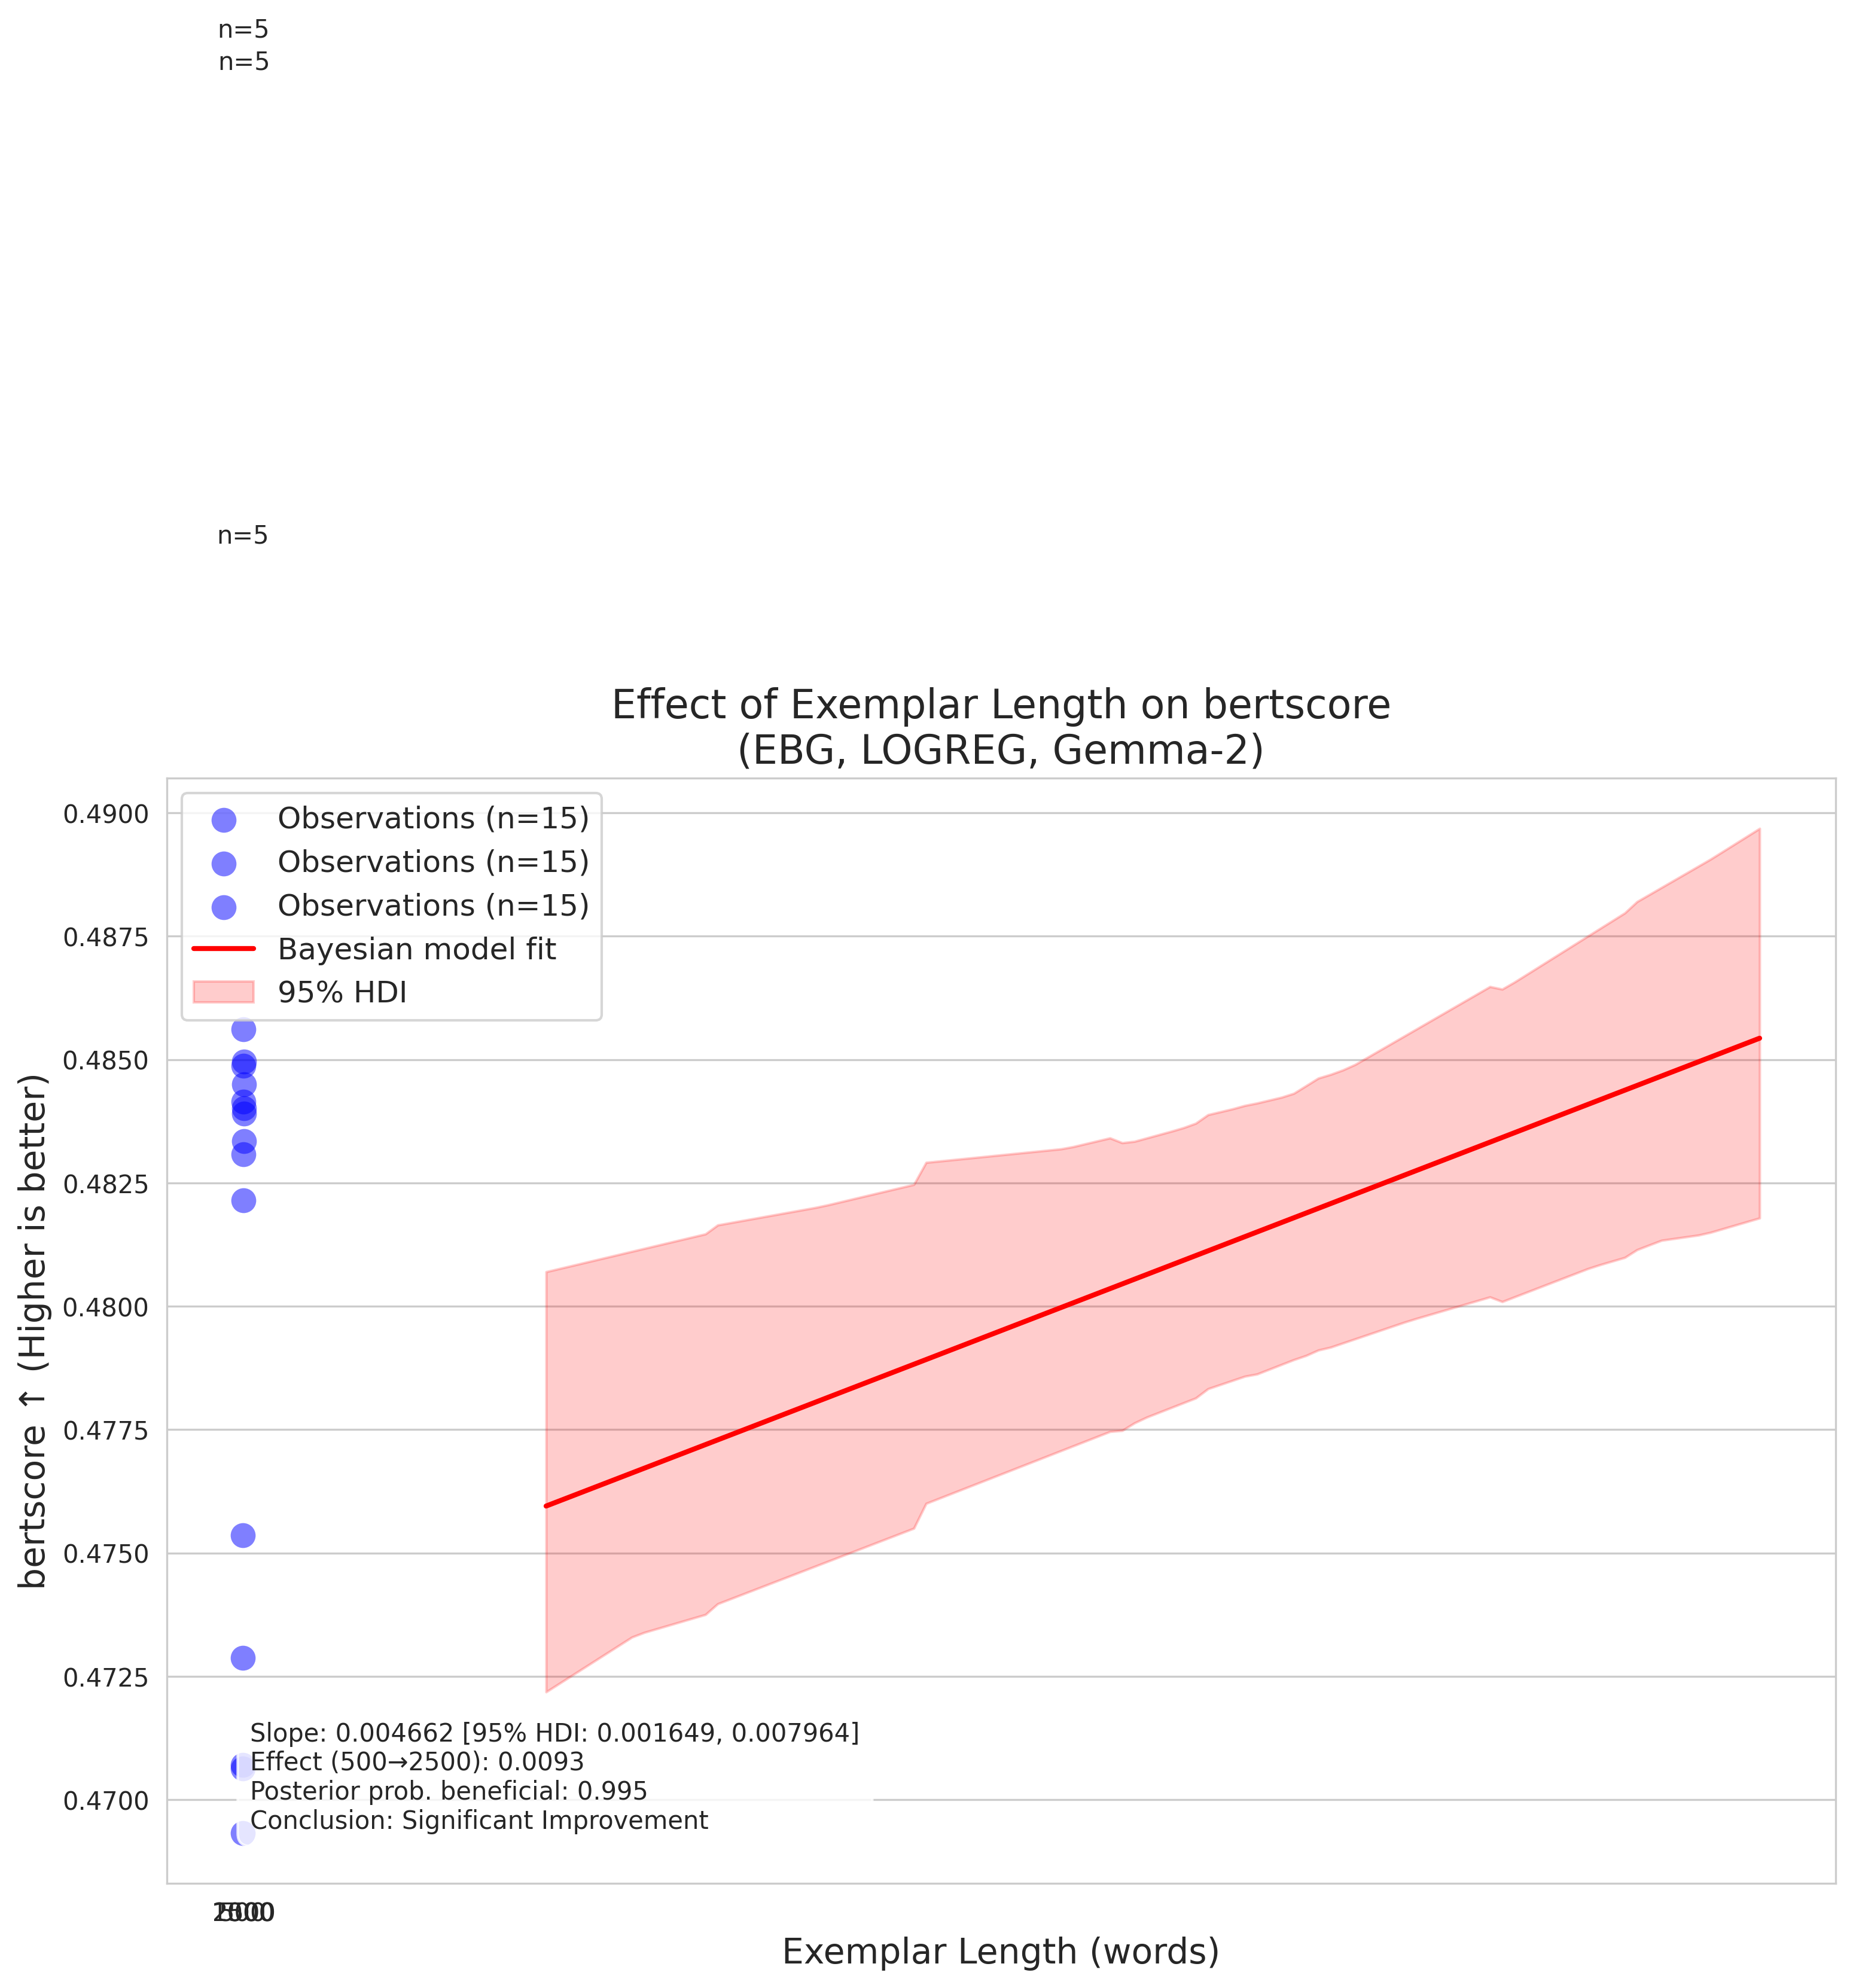 n=5
n=5
n=5
Effect of Exemplar Length on bertscore
(EBG, LOGREG, Gemma-2)
Observations (n=15)
Observations (n=15)
Observations (n=15)
Bayesian model fit
95% HDI
bertscore ↑ (Higher is better)
0.4900
0.4875
0.4850
0.4825
0.4800
0.4775
0.4750
0.4725
0.4700
Slope: 0.004662 [95% HDI: 0.001649, 0.007964]
Effect (500→2500): 0.0093
Posterior prob. beneficial: 0.995
Conclusion: Significant Improvement
Exemplar Length (words)